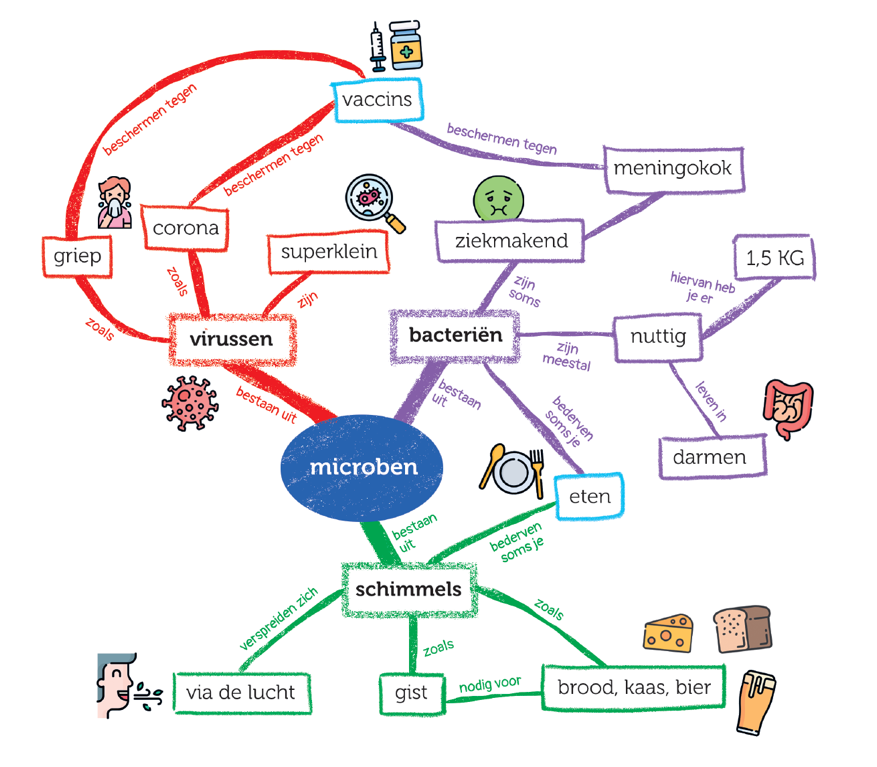 vaccins
beschermen tegen
beschermen tegen
beschermen tegen
meningokok
corona
griep
superklein
ziekmakend
1,5 KG
zoals
zijn
zijn
soms
hiervan heb
je er
zoals
virussen
bacteriën
zijn
meestal
nuttig
bestaan uit
bestaan
uit
bederven
soms je
leven in
darmen
microben
eten
bestaan
uit
bederven
soms je
schimmels
verspreiden zich
zoals
zoals
via de lucht
gist
nodig voor
brood, kaas, bier